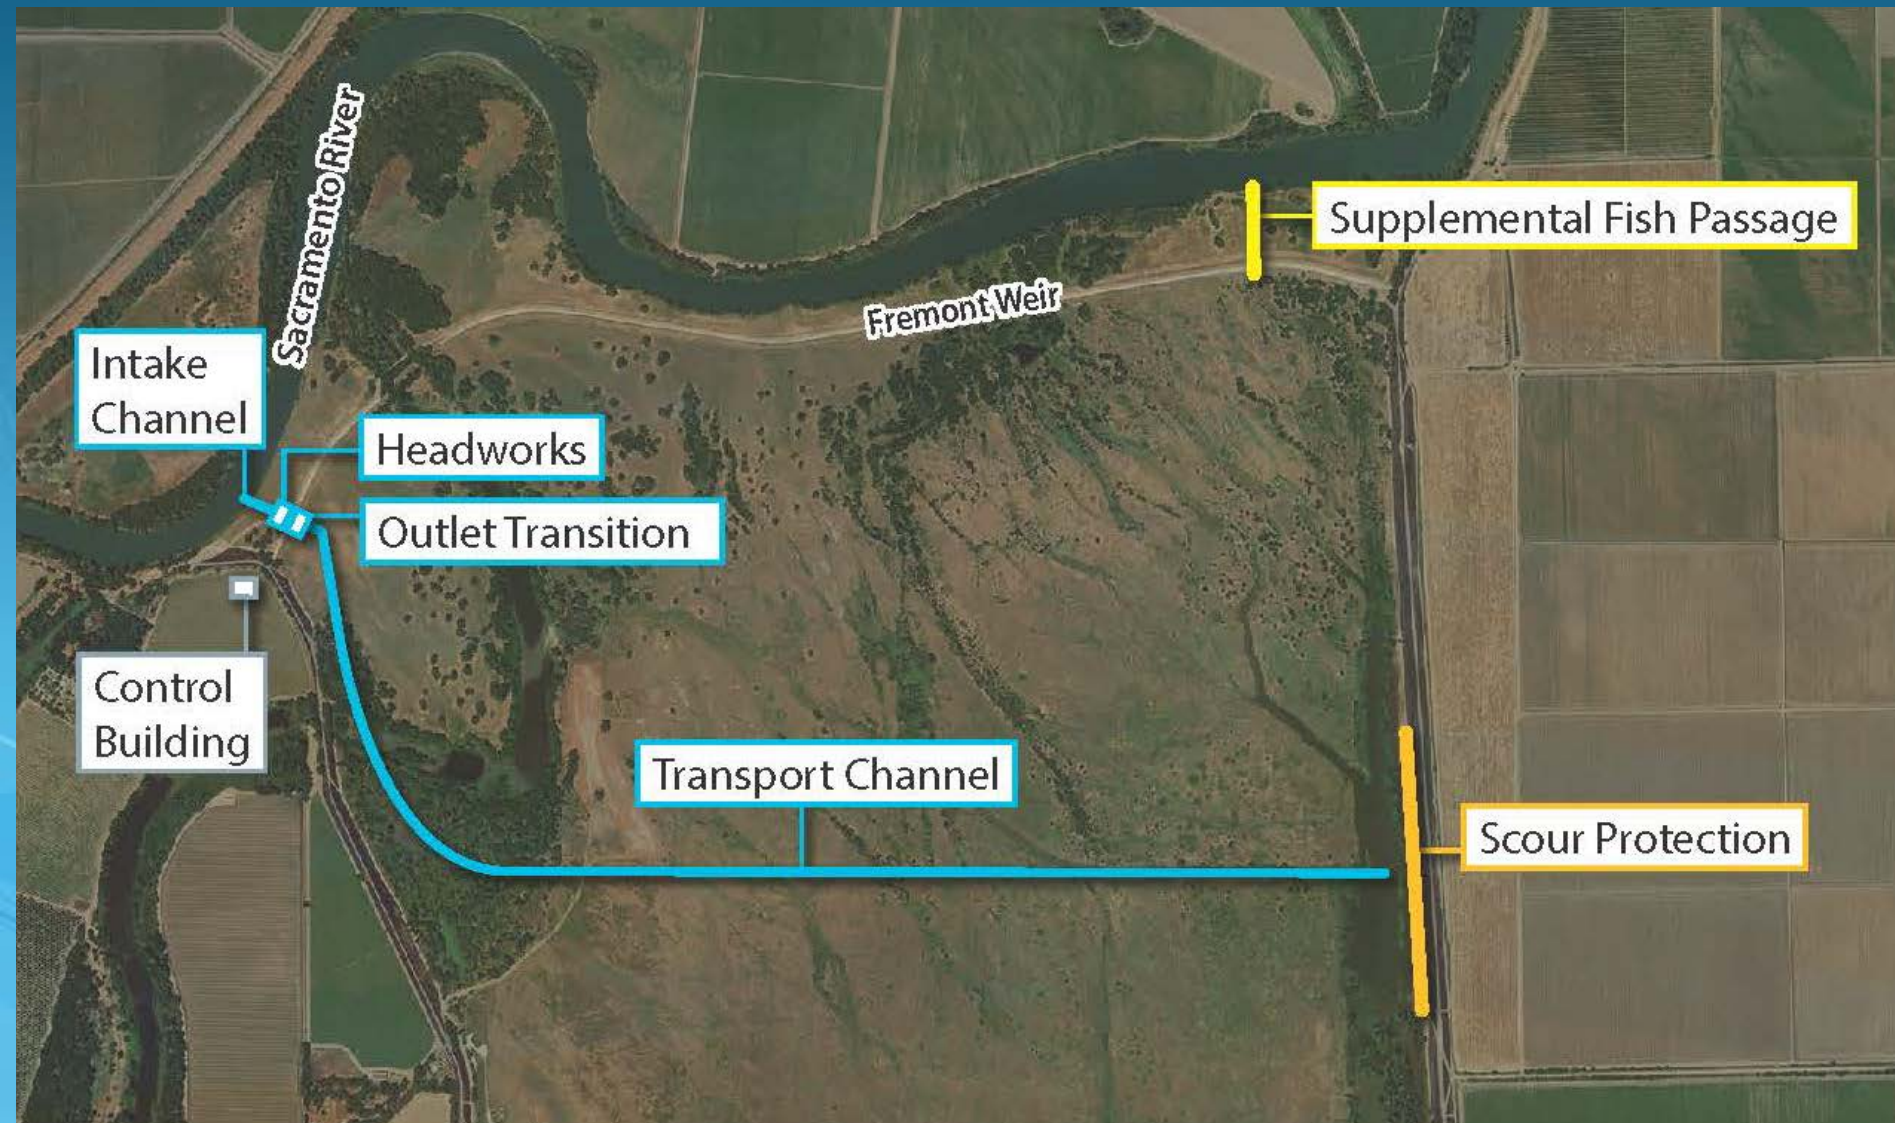 Sacramento River
Supplemental Fish Passage
Fremont Weir
Intake
Channel
Headworks
Outlet Transition
Control
Building
Transport Channel
Scour Protection